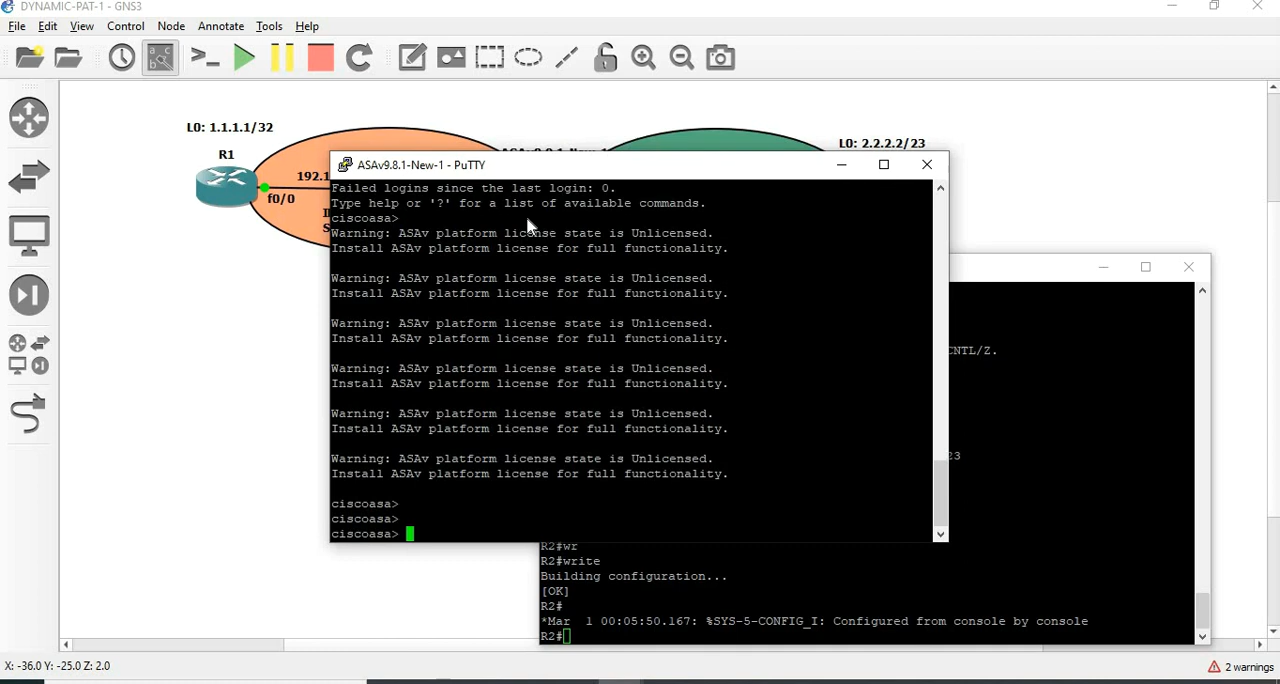 DYNAMIC-PAT-1 - GNS3
File Edit View Control Node Annotate Tools Help
L0: 1.1.1.1/32
L0: 2.2.2.2/23
R1
192.1
f0/0
ASAv9.8.1-New-1 - PuTTY
Failed logins since the last login: 0.
Type help or '?' for a list of available commands.
ciscoasa>
Warning: ASAv platform license state is Unlicensed.
Install ASAv platform license for full functionality.
Warning: ASAv platform license state is Unlicensed.
Install ASAv platform license for full functionality.
Warning: ASAv platform license state is Unlicensed.
Install ASAv platform license for full functionality.
Warning: ASAv platform license state is Unlicensed.
Install ASAv platform license for full functionality.
Warning: ASAv platform license state is Unlicensed.
Install ASAv platform license for full functionality.
Warning: ASAv platform license state is Unlicensed.
Install ASAv platform license for full functionality.
ciscoasa>
ciscoasa>
ciscoasa>
CNTL/Z.
23
R2#wr
R2#write
Building configuration...
[OK]
R2#
*Mar 1 00:05:50.167: %SYS-5-CONFIG_I: Configured from console by console
R2#
X: -36.0 Y: -25.0 Z: 2.0
2 warnings